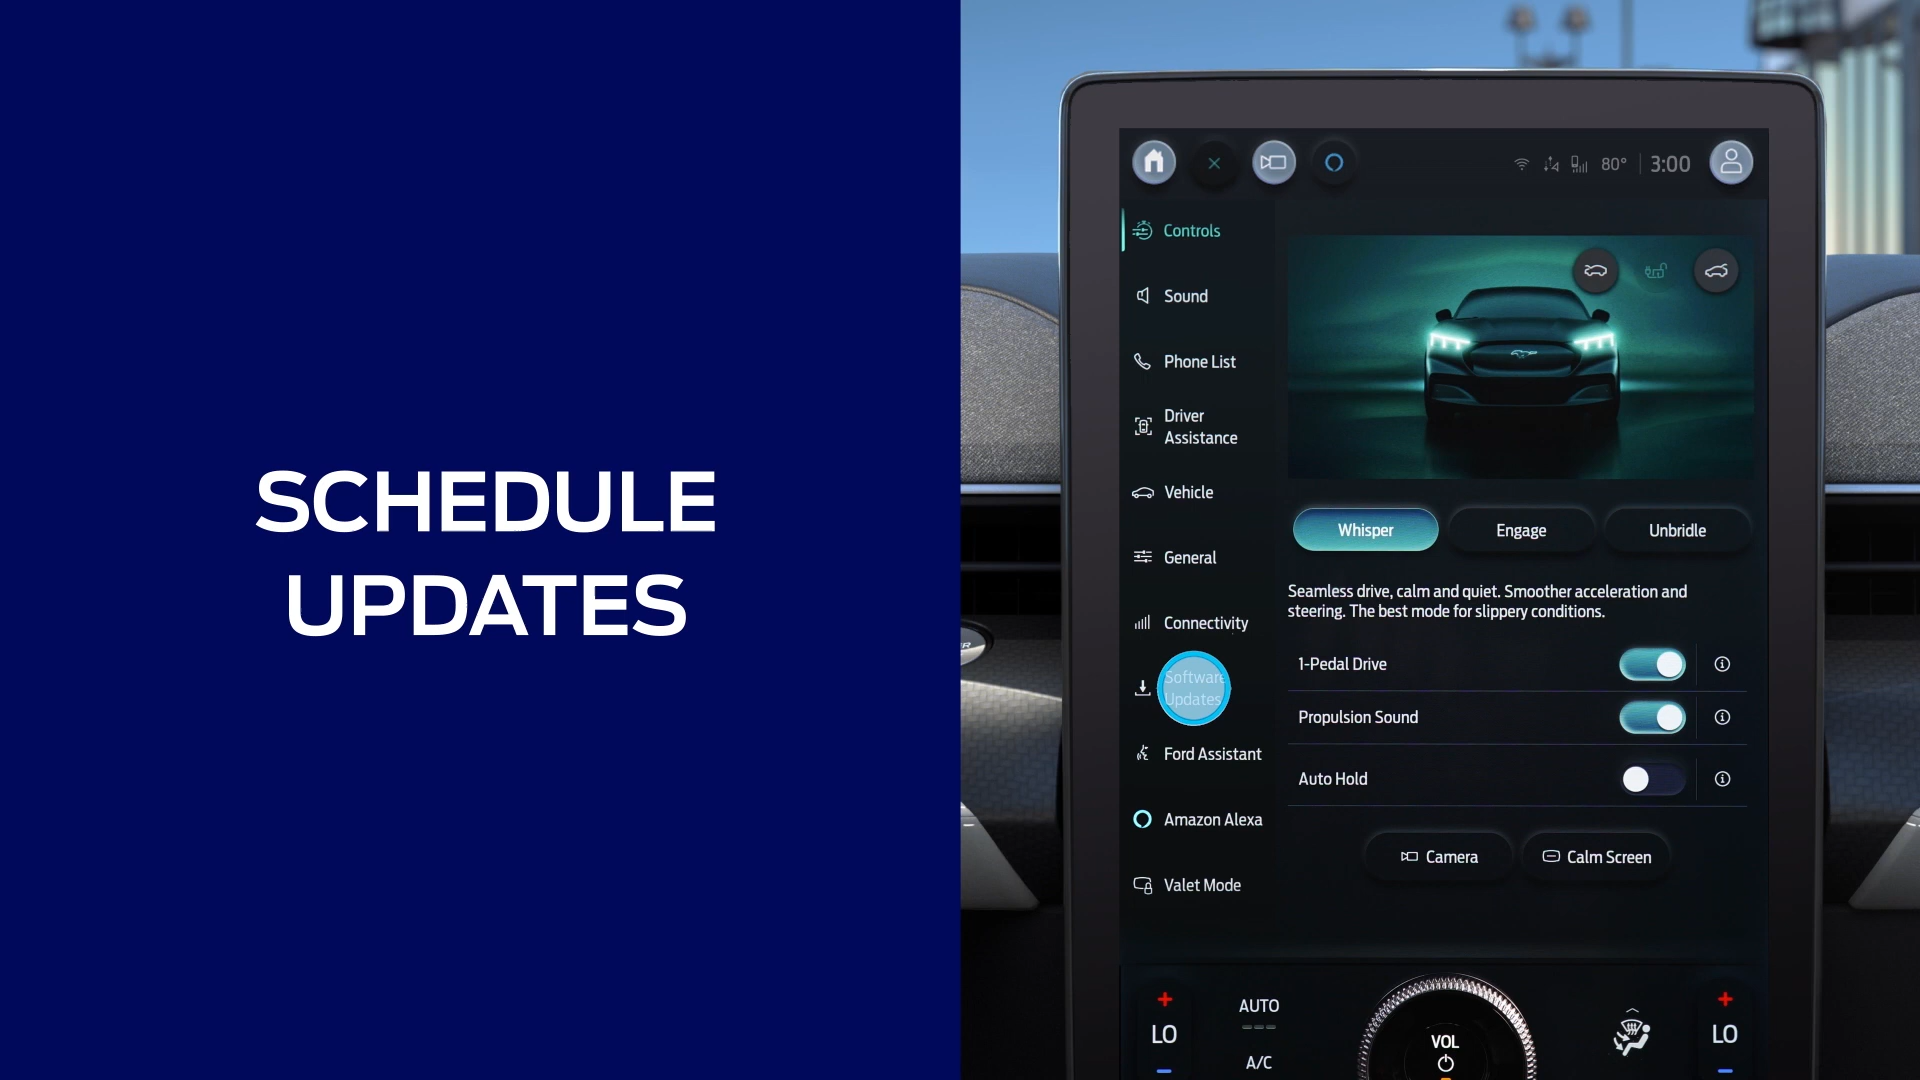 SCHEDULE
UPDATES
80° 3:00
Controls
Sound
Phone List
Driver
Assistance
Vehicle
General
Connectivity
Software
Updates
Ford Assistant
Amazon Alexa
Valet Mode
Whisper Engage Unbridle
Seamless drive, calm and quiet. Smoother acceleration and
steering. The best mode for slippery conditions.
1-Pedal Drive
Propulsion Sound
Auto Hold
Camera Calm Screen
+ AUTO +
LO VOL LO
A/C